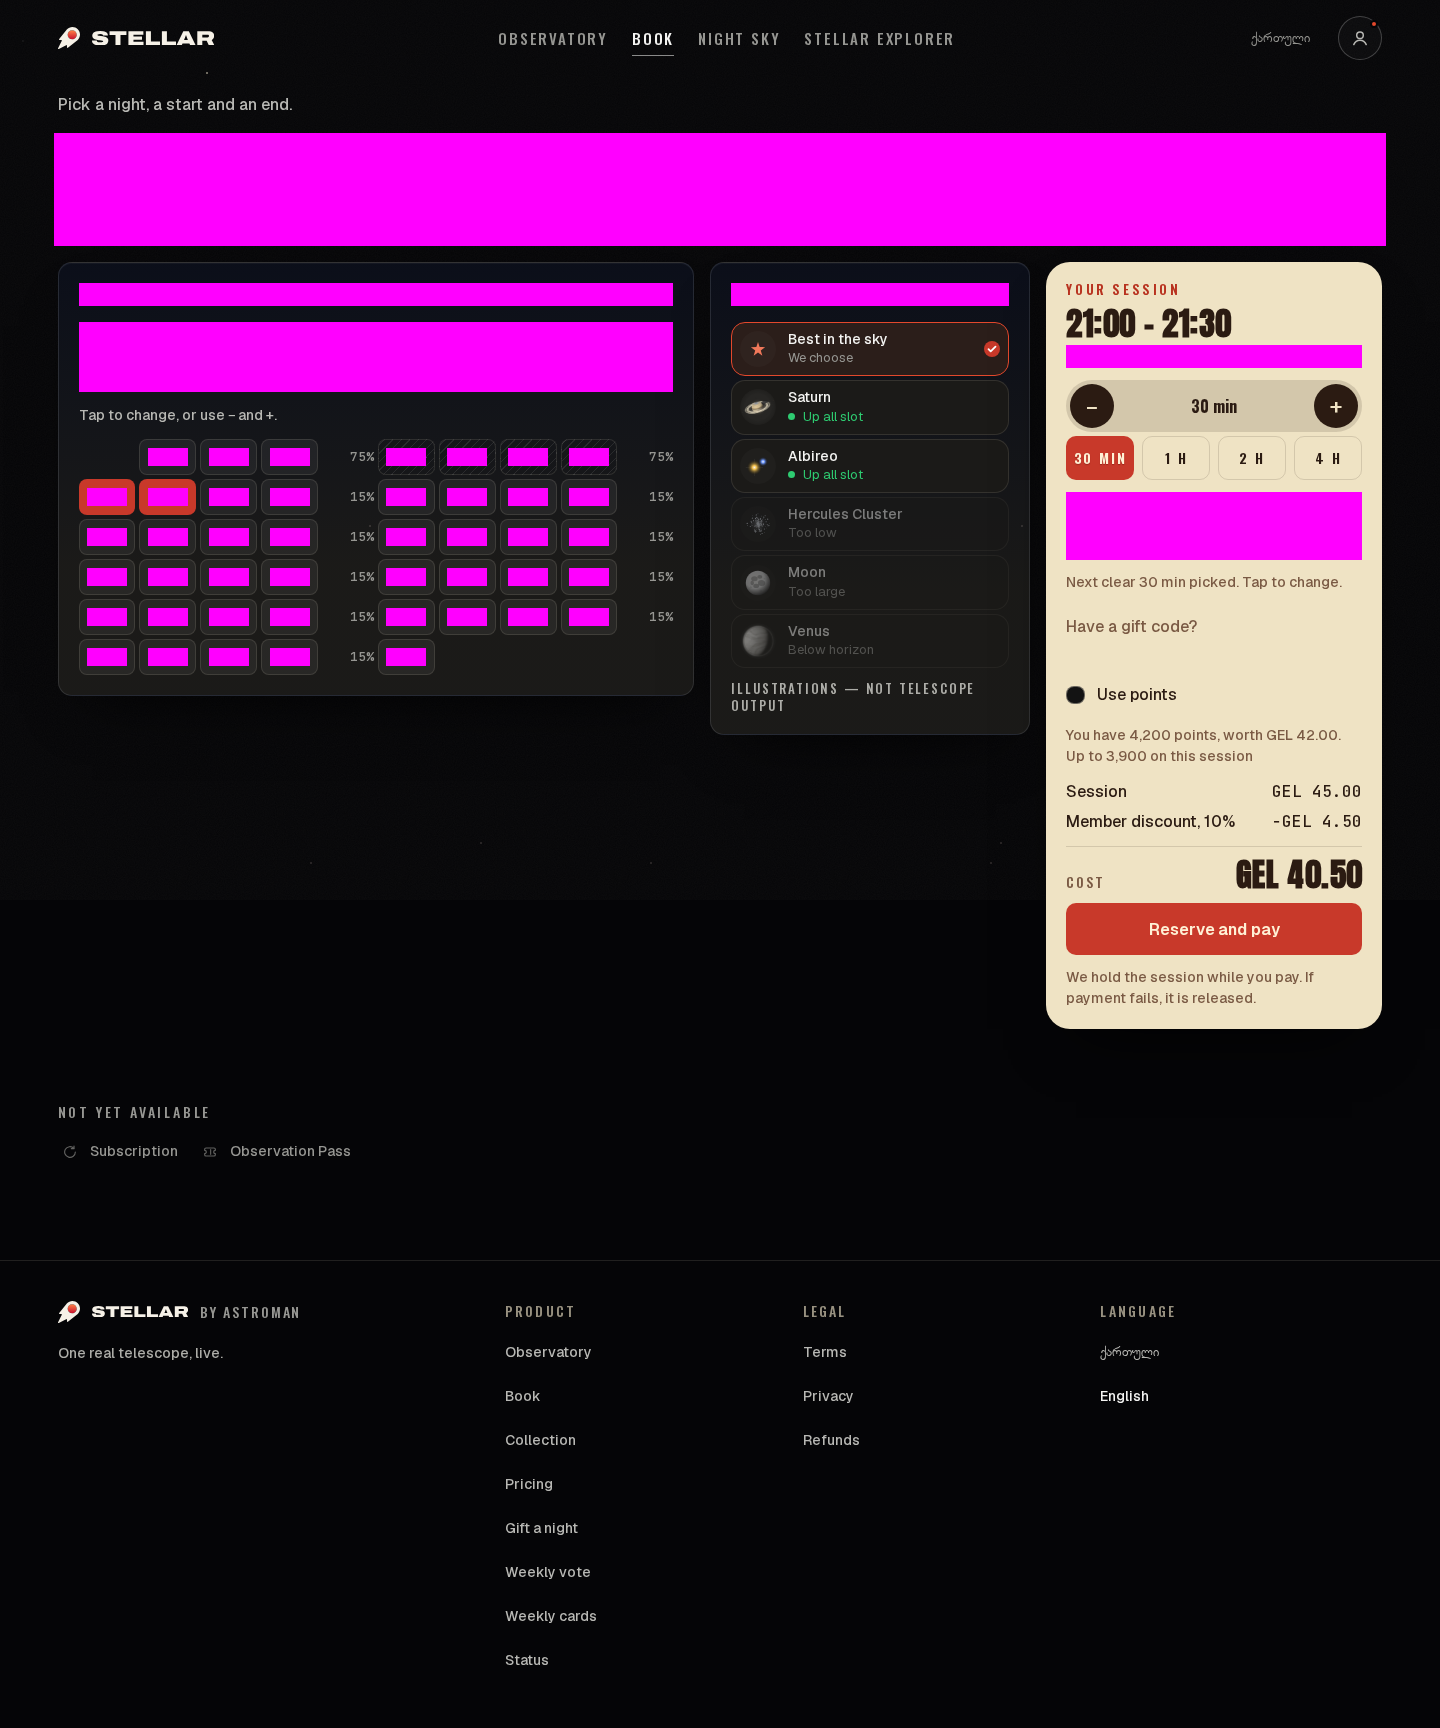 STELLAR
OBSERVATORY BOOK NIGHT SKY STELLAR EXPLORER
ქართული
Pick a night, a start and an end.
Tap to change, or use – and +.
75% 75%
15% 15%
15% 15%
15% 15%
15% 15%
15%
Best in the sky
We choose
Saturn
Up all slot
Albireo
Up all slot
Hercules Cluster
Too low
Moon
Too large
Venus
Below horizon
ILLUSTRATIONS — NOT TELESCOPE
OUTPUT
YOUR SESSION
21:00 – 21:30
– 30 min +
30 MIN 1 H 2 H 4 H
Next clear 30 min picked. Tap to change.
Have a gift code?
Use points
You have 4,200 points, worth GEL 42.00.
Up to 3,900 on this session
Session GEL 45.00
Member discount, 10% -GEL 4.50
COST GEL 40.50
Reserve and pay
We hold the session while you pay. If
payment fails, it is released.
NOT YET AVAILABLE
Subscription Observation Pass
STELLAR BY ASTROMAN
One real telescope, live.
PRODUCT
Observatory
Book
Collection
Pricing
Gift a night
Weekly vote
Weekly cards
Status
LEGAL
Terms
Privacy
Refunds
LANGUAGE
ქართული
English